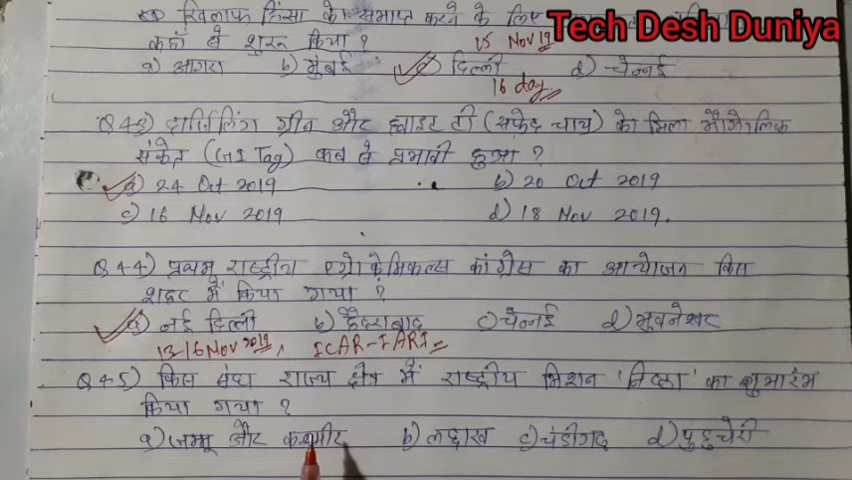 खिलाफ हिंसा को समाप्त करने के लिए
Tech Desh Duniya
कहाँ से शुरू किया ? 15 Nov 19
a) आगरा b) मुंबई c) दिल्ली d) चेन्नई
16 day
Q43) दार्जिलिंग ग्रीन और ह्वाइट टी (सफेद चाय) को मिला भौगोलिक
संकेत (GI Tag) कब से प्रभावी हुआ ?
a) 24 Oct 2019 b) 20 Oct 2019
c) 16 Nov 2019 d) 18 Nov 2019.
Q44) प्रथम राष्ट्रीय एग्रोकेमिकल्स कांग्रेस का आयोजन किस
शहर में किया गया ?
a) नई दिल्ली b) हैदराबाद c) चेन्नई d) भुवनेश्वर
13-16 Nov 2019, ICAR-IARI
Q45) किस संघ राज्य क्षेत्र में राष्ट्रीय मिशन 'निष्ठा' का शुभारंभ
किया गया ?
a) जम्मू और कश्मीर b) लद्दाख c) चंडीगढ़ d) पुदुचेरी